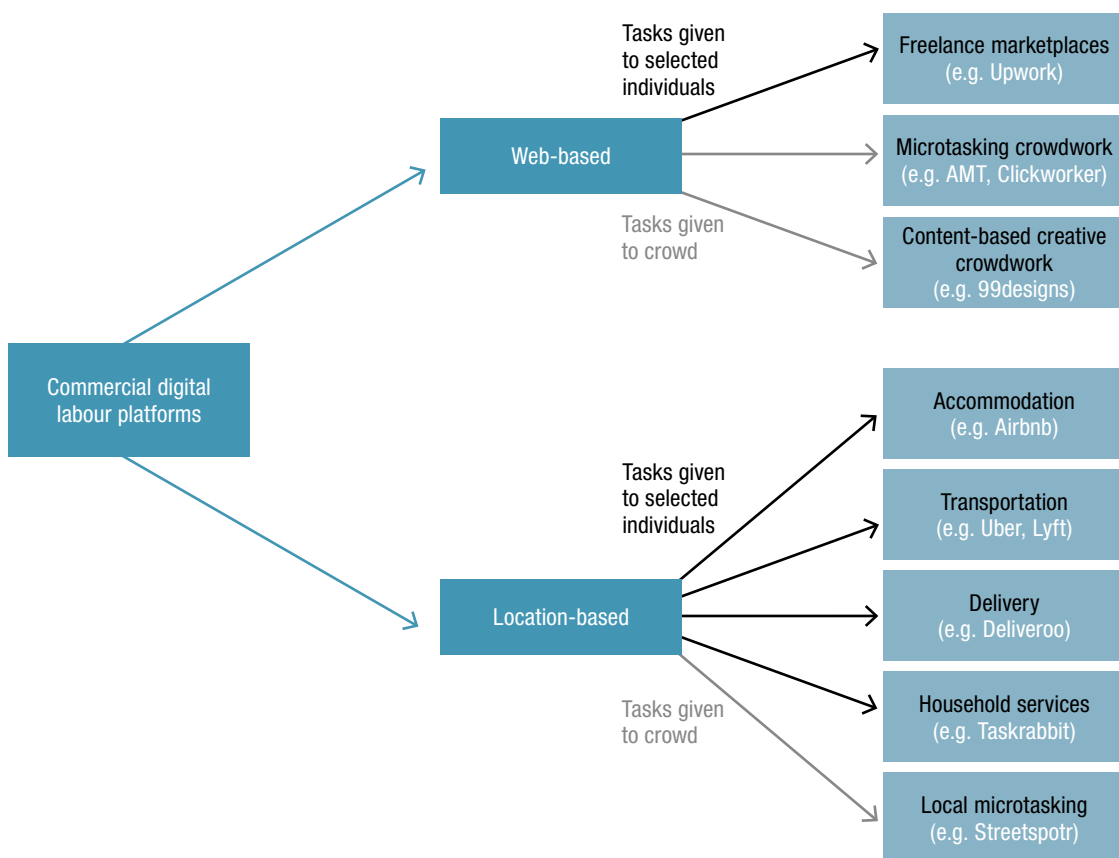 Tasks given
to selected
individuals
Freelance marketplaces
(e.g. Upwork)
Web-based
Microtasking crowdwork
(e.g. AMT, Clickworker)
Tasks given
to crowd
Content-based creative
crowdwork
(e.g. 99designs)
Commercial digital
labour platforms
Accommodation
(e.g. Airbnb)
Tasks given
to selected
individuals
Transportation
(e.g. Uber, Lyft)
Location-based
Delivery
(e.g. Deliveroo)
Household services
(e.g. Taskrabbit)
Tasks given
to crowd
Local microtasking
(e.g. Streetspotr)